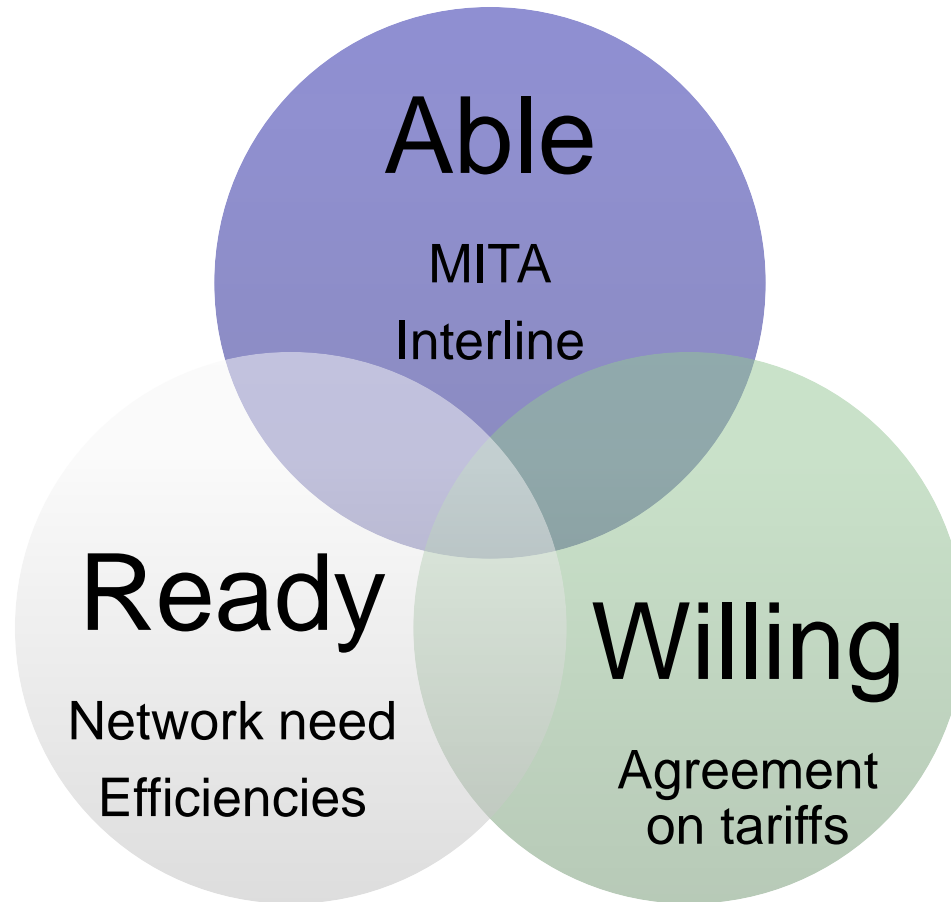 Able
MITA
Interline
Ready
Network need
Efficiencies
Willing
Agreement
on tariffs